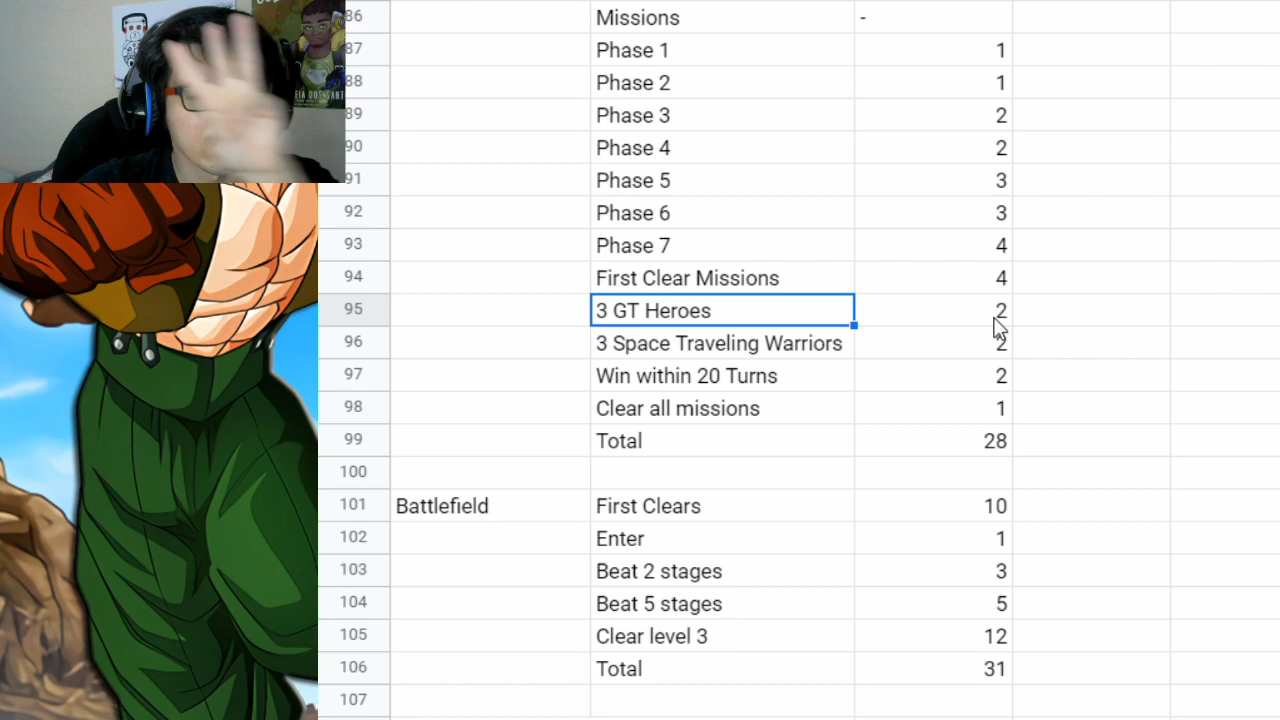 86 Missions -
87 Phase 1 1
88 Phase 2 1
89 Phase 3 2
90 Phase 4 2
91 Phase 5 3
92 Phase 6 3
93 Phase 7 4
94 First Clear Missions 4
95 3 GT Heroes 2
96 3 Space Traveling Warriors 2
97 Win within 20 Turns 2
98 Clear all missions 1
99 Total 28
100
101 Battlefield First Clears 10
102 Enter 1
103 Beat 2 stages 3
104 Beat 5 stages 5
105 Clear level 3 12
106 Total 31
107